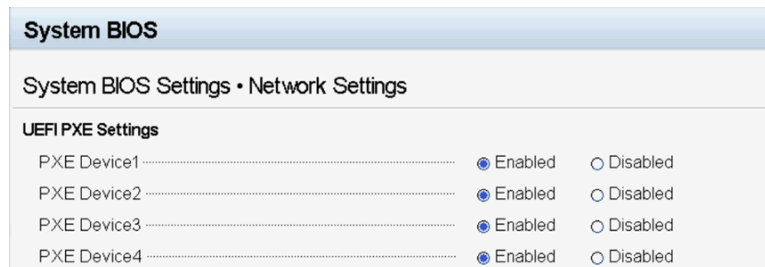 System BIOS
System BIOS Settings • Network Settings
UEFI PXE Settings
PXE Device1 Enabled Disabled
PXE Device2 Enabled Disabled
PXE Device3 Enabled Disabled
PXE Device4 Enabled Disabled